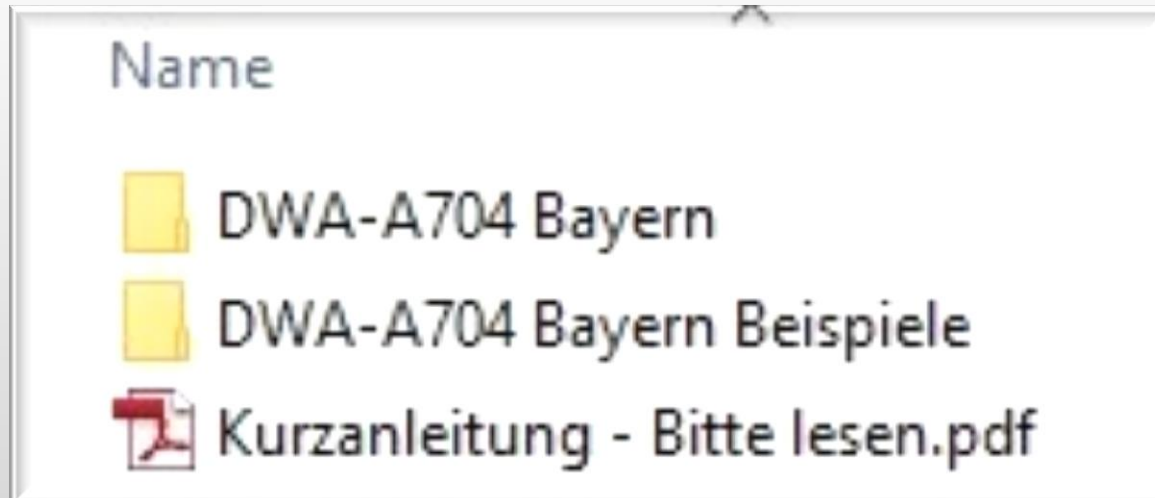 Name
DWA-A704 Bayern
DWA-A704 Bayern Beispiele
Kurzanleitung - Bitte lesen.pdf